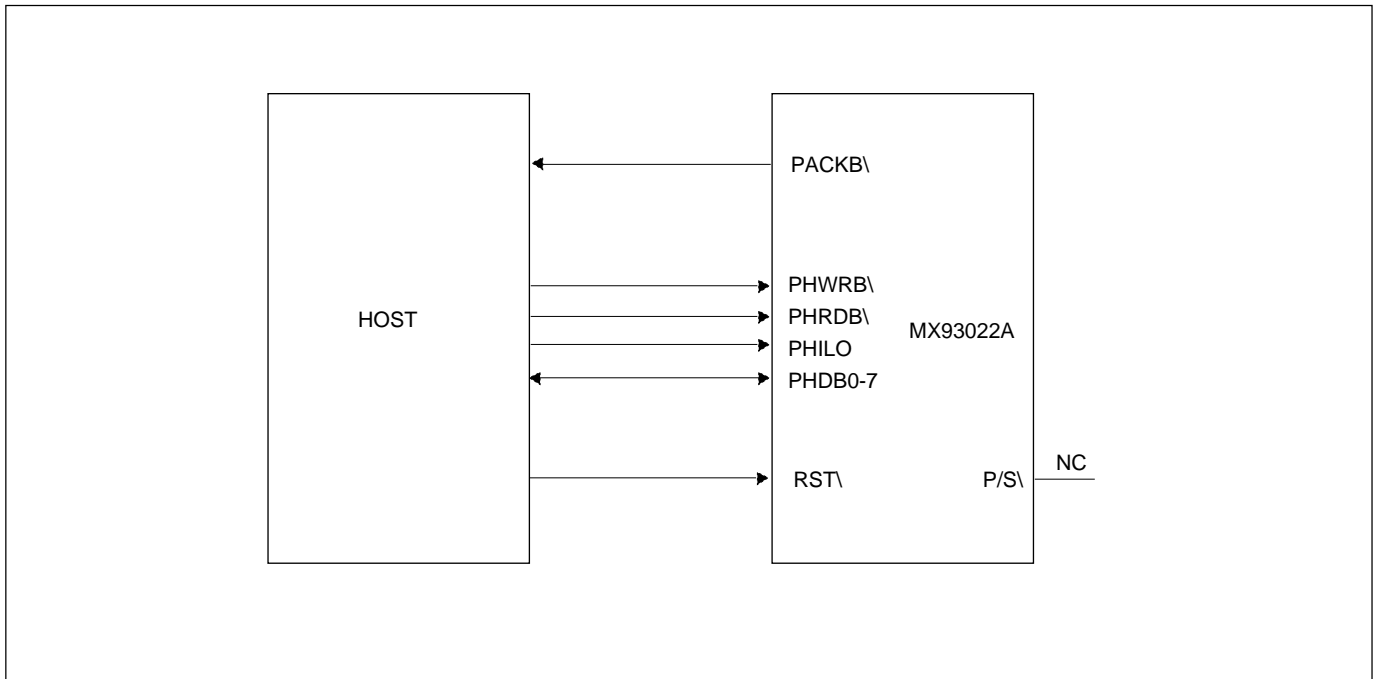 PACKB\
PHWRB\
HOST
PHRDB\
MX93022A
PHILO
PHDB0-7
NC
RST\
P/S\